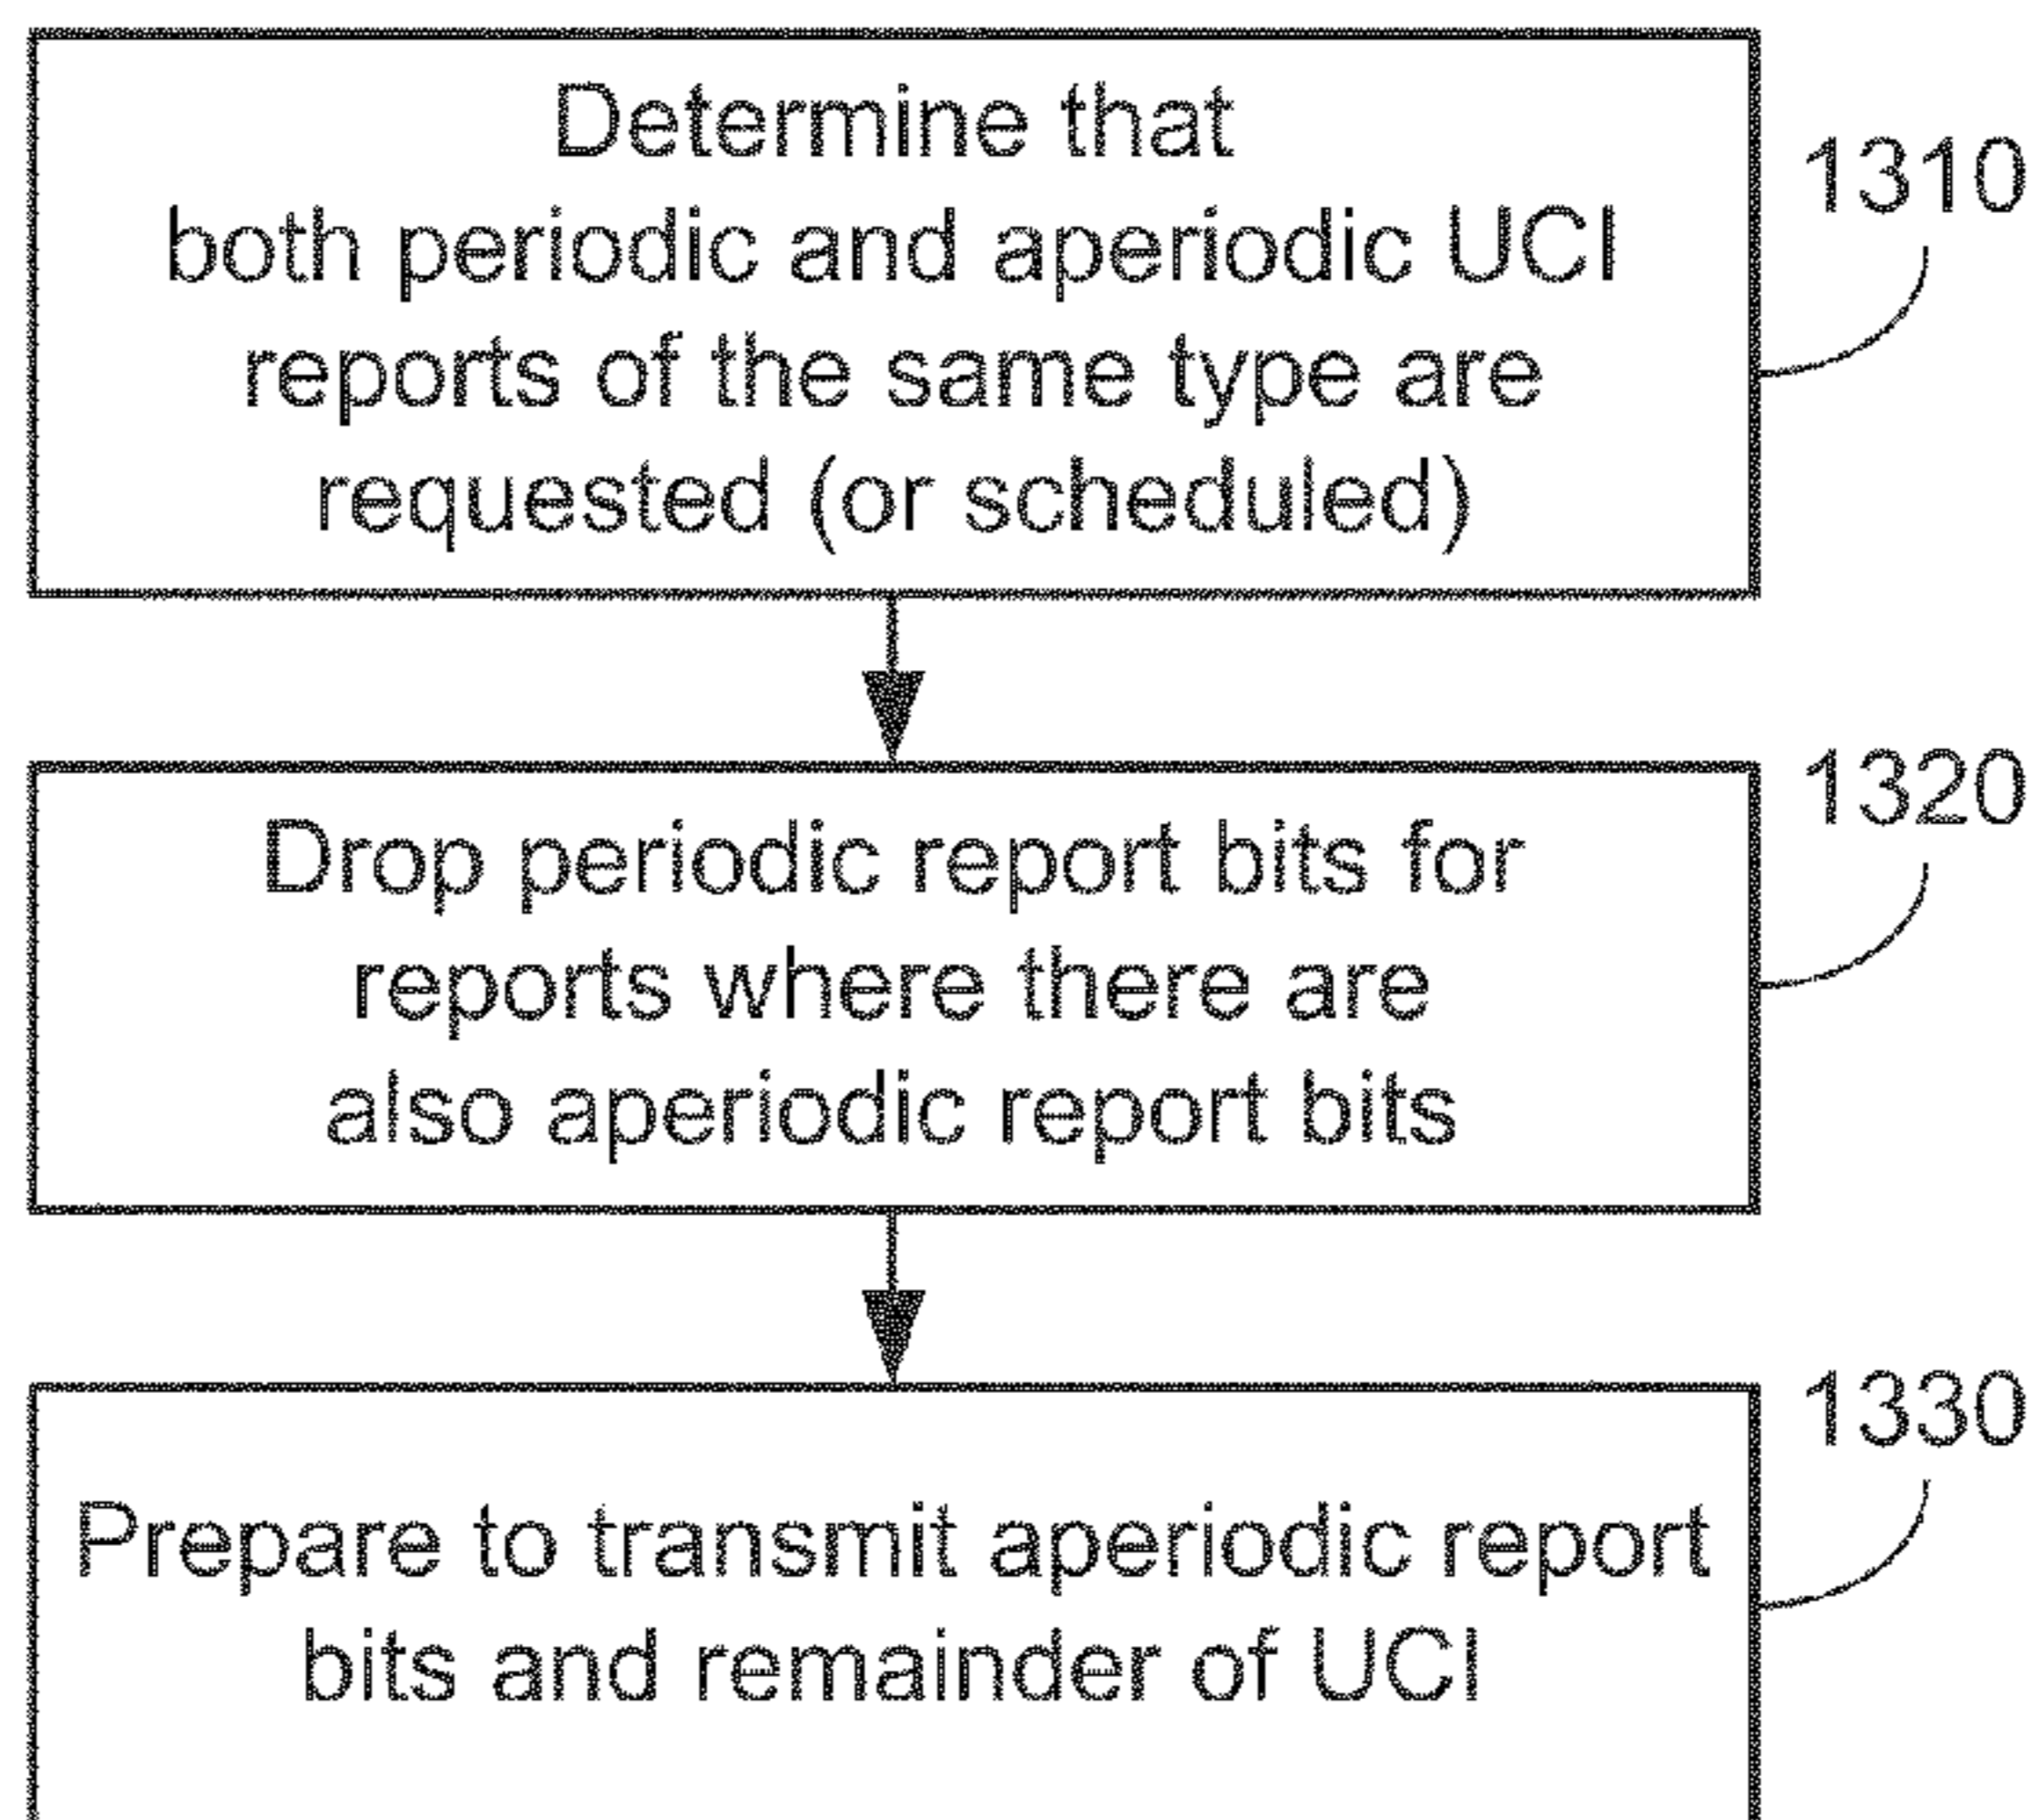 Determine that
both periodic and aperiodic UCI
reports of the same type are
requested (or scheduled)
1310
Drop periodic report bits for
reports where there are
also aperiodic report bits
1320
Prepare to transmit aperiodic report
bits and remainder of UCI
1330